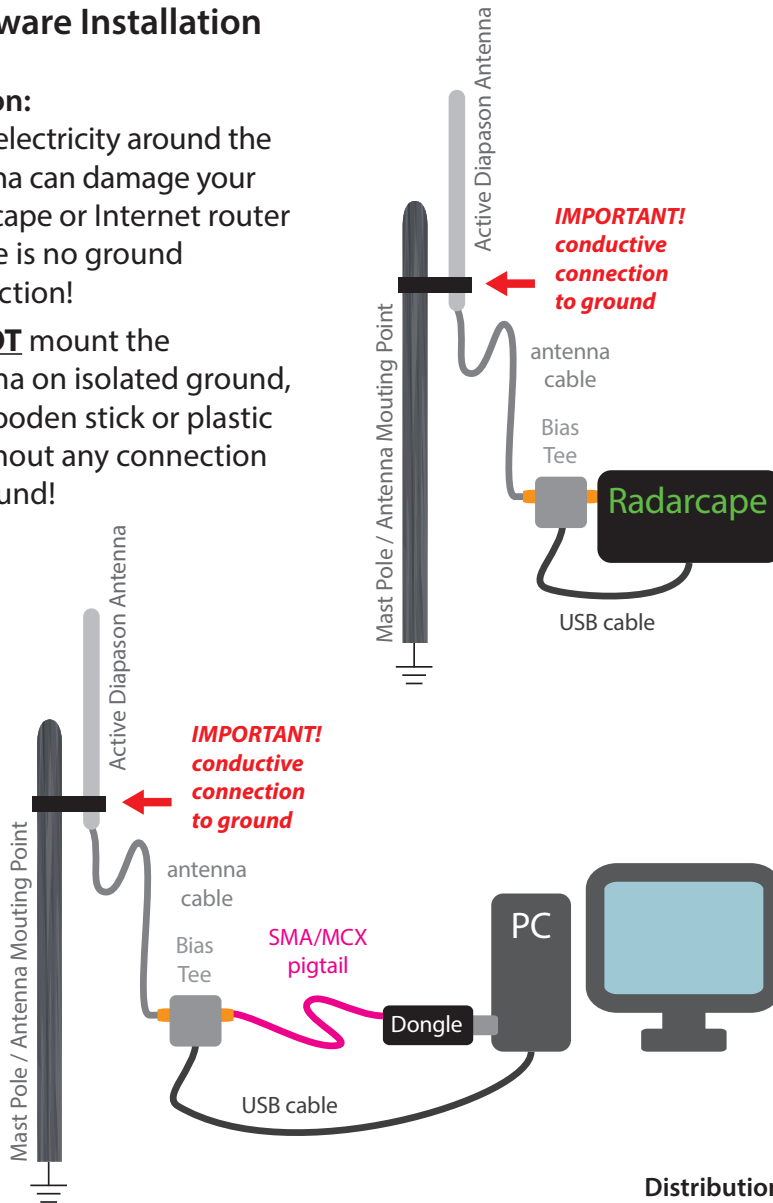 ware Installation
on:
electricity around the
na can damage your
cape or Internet router
e is no ground
ction!
OT mount the
na on isolated ground,
ooden stick or plastic
hout any connection
und!
Active Diapason Antenna
IMPORTANT!
conductive
connection
to ground
Mast Pole / Antenna Mouting Point
antenna
cable
Bias
Tee
Radarcape
USB cable
Active Diapason Antenna
IMPORTANT!
conductive
connection
to ground
Mast Pole / Antenna Mouting Point
antenna
cable
Bias
Tee
SMA/MCX
pigtail
Dongle
PC
USB cable
Distribution